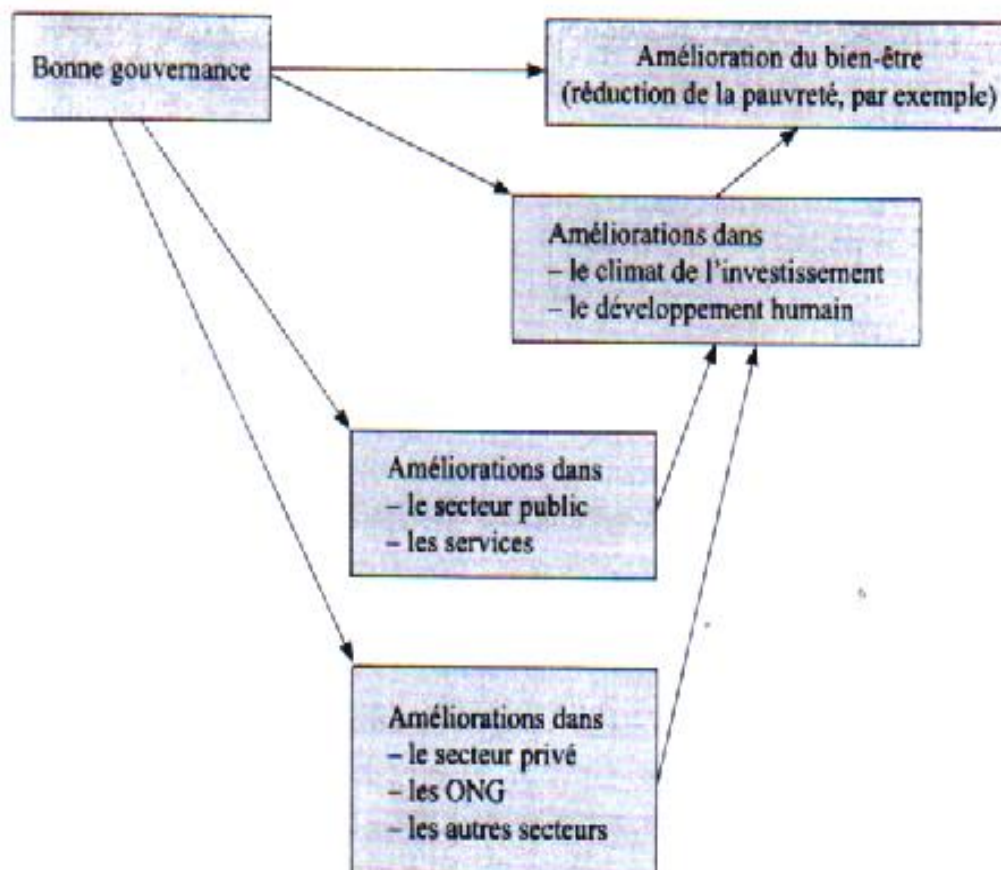 Bonne gouvernance
Amélioration du bien-être
(réduction de la pauvreté, par exemple)
Améliorations dans
– le climat de l'investissement
– le développement humain
Améliorations dans
– le secteur public
– les services
Améliorations dans
– le secteur privé
– les ONG
– les autres secteurs